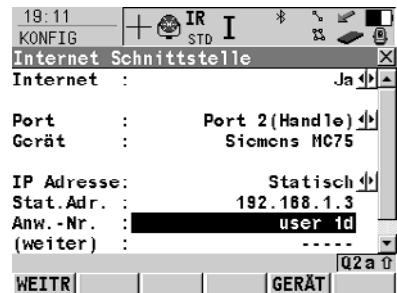 19:11
KONFIG
IR
STD
I
Internet Schnittstelle
Internet : Ja
Port : Port 2(Handle)
Gerät : Siemens MC75
IP Adresse: Statisch
Stat.Adr. : 192.168.1.3
Anw.-Nr. : user id
(weiter) : -----
Q2a
WEITR GERÄT